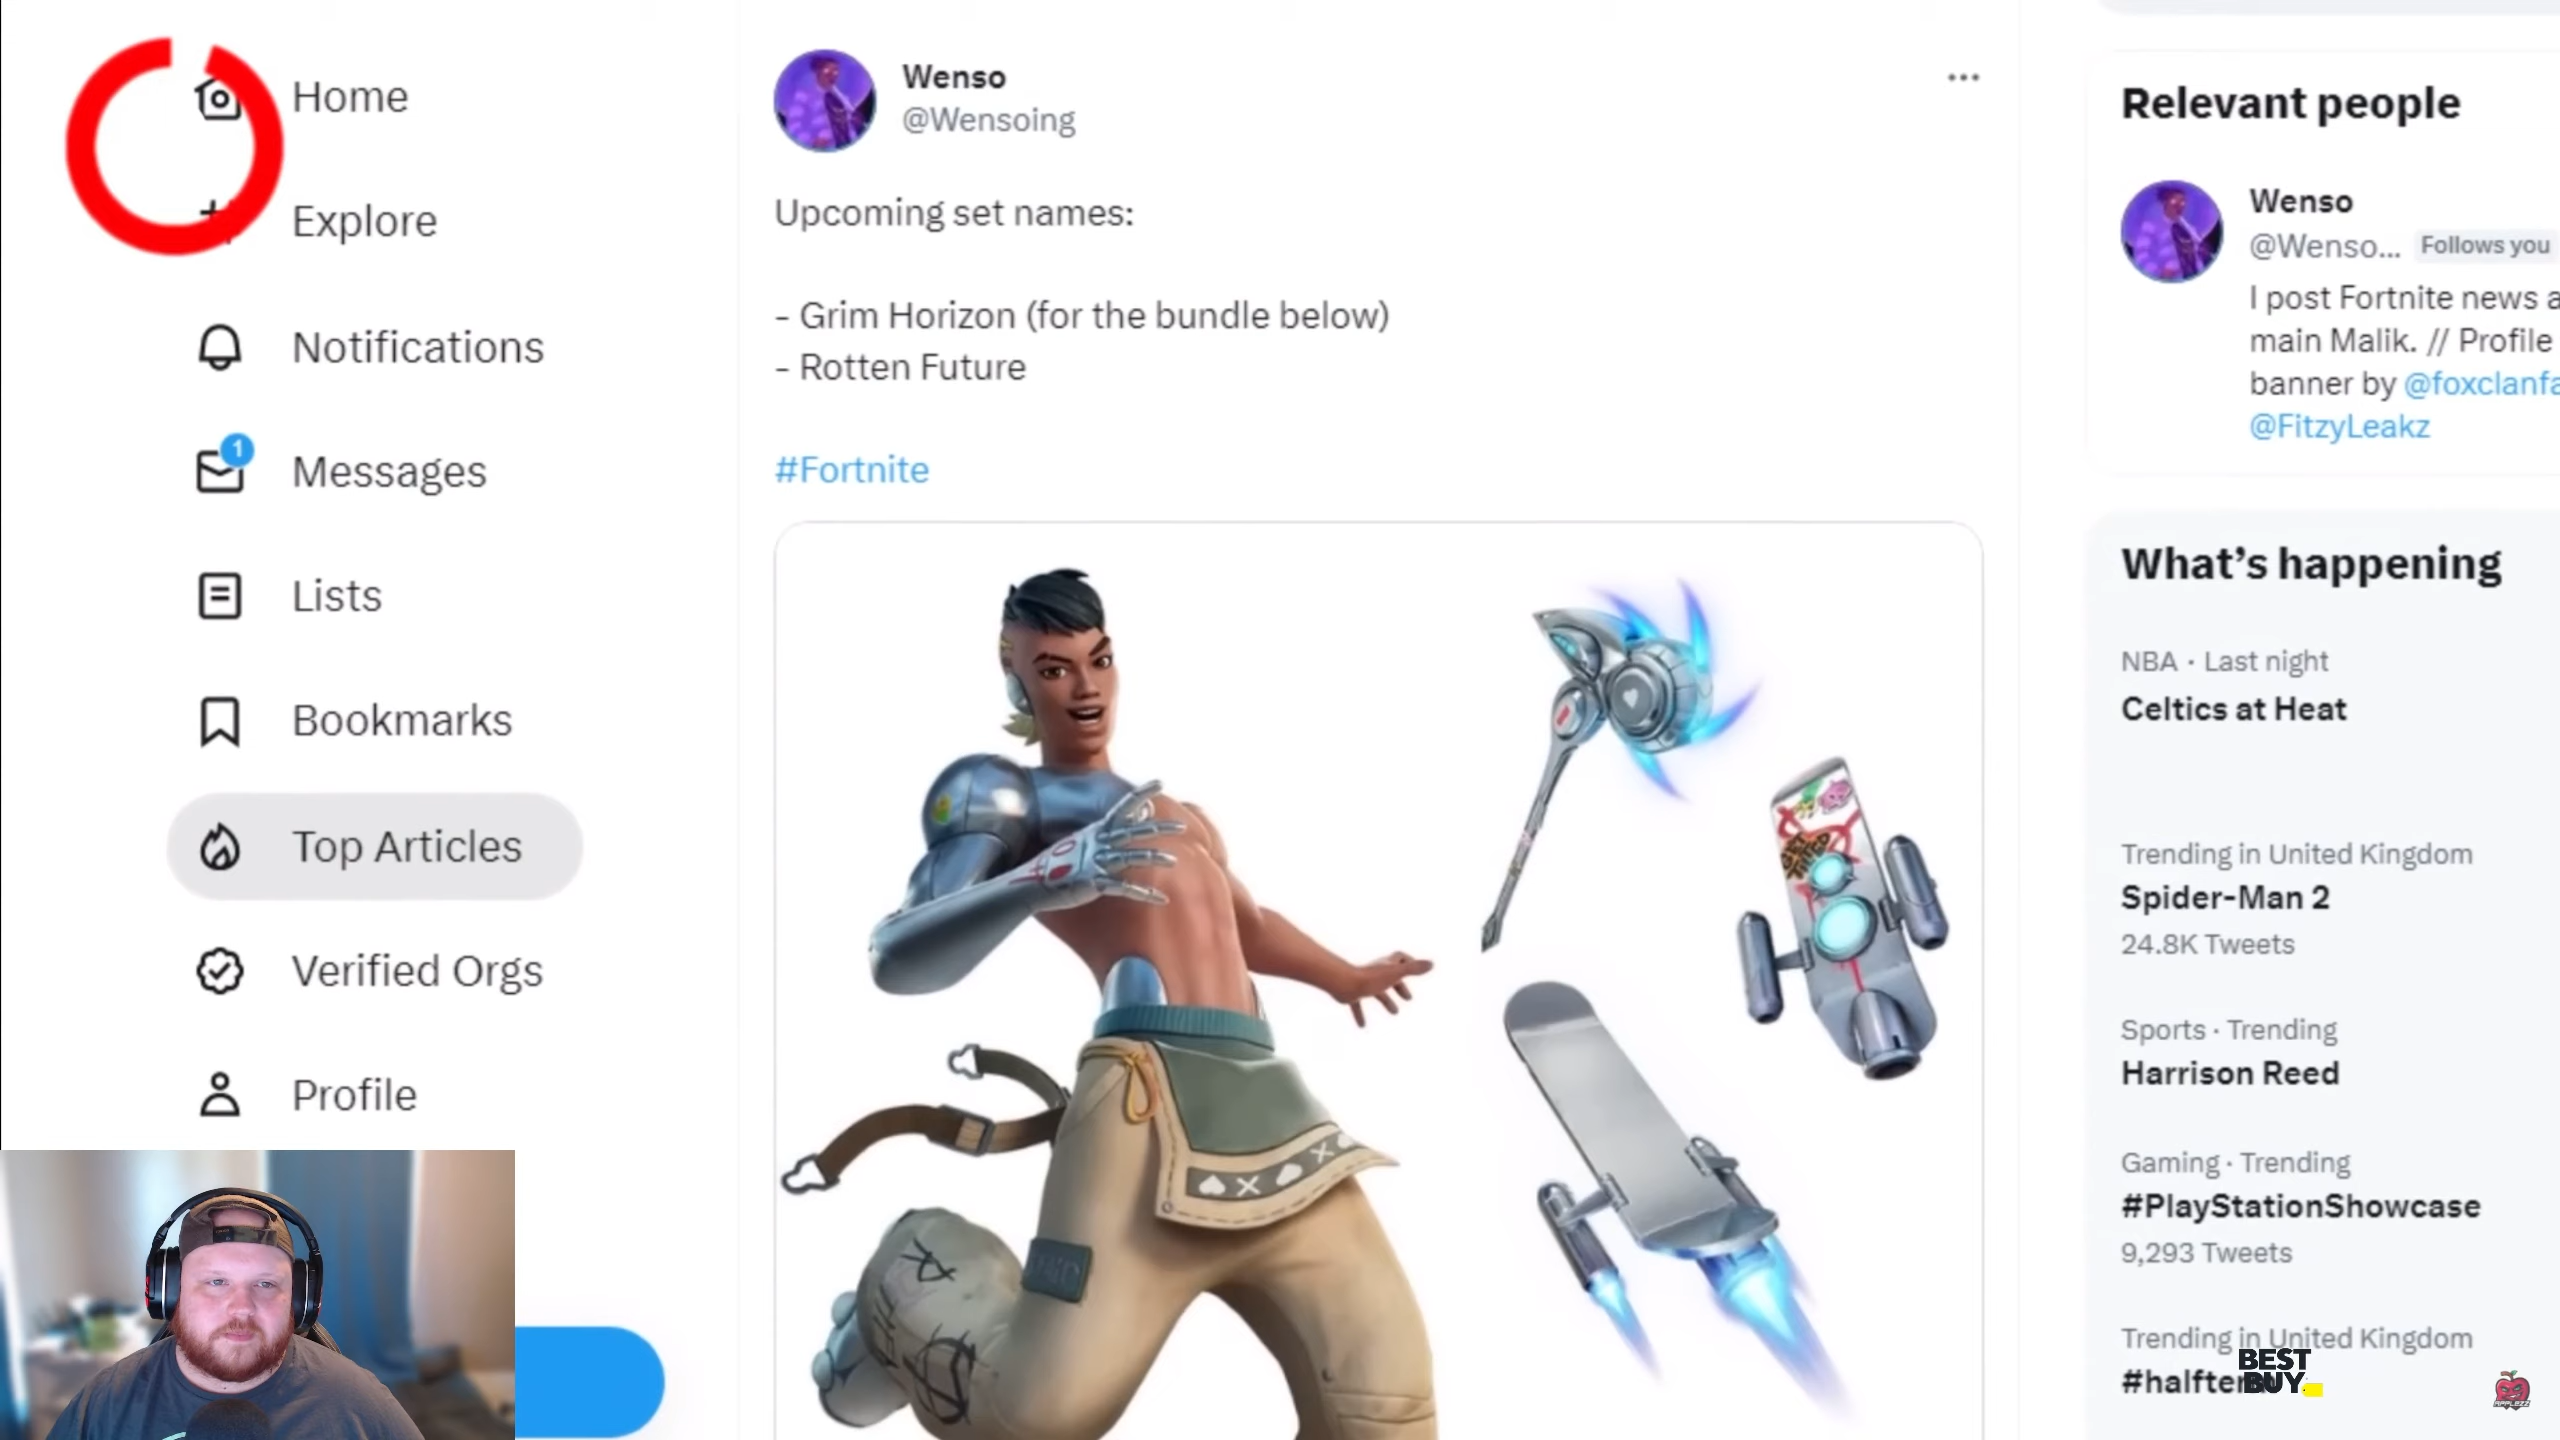 Home
Explore
Notifications
1
Messages
Lists
Bookmarks
Top Articles
Verified Orgs
Profile
Wenso
@Wensoing
Upcoming set names:
- Grim Horizon (for the bundle below)
- Rotten Future
#Fortnite
Relevant people
Wenso
@Wenso... Follows you
I post Fortnite news a
main Malik. // Profile
banner by @foxclanfa
@FitzyLeakz
What's happening
NBA · Last night
Celtics at Heat
Trending in United Kingdom
Spider-Man 2
24.8K Tweets
Sports · Trending
Harrison Reed
Gaming · Trending
#PlayStationShowcase
9,293 Tweets
Trending in United Kingdom
#halfter
BEST
BUY